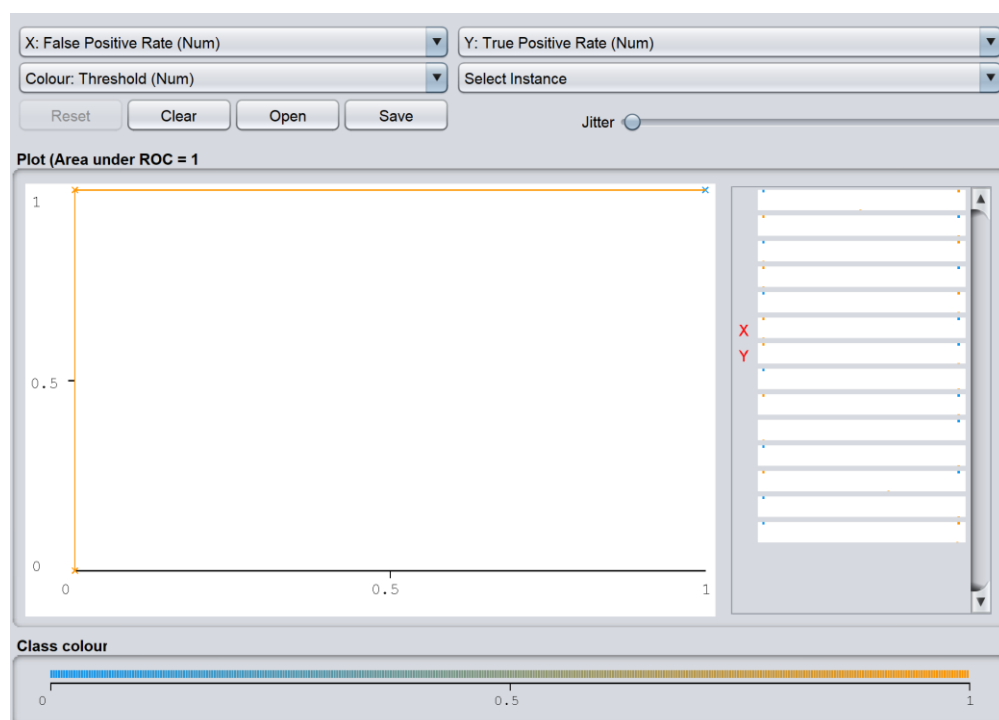 X: False Positive Rate (Num) Y: True Positive Rate (Num)
Colour: Threshold (Num) Select Instance
Reset Clear Open Save Jitter
Plot (Area under ROC = 1
1
0.5
0
0 0.5 1
X
Y
Class colour
0 0.5 1